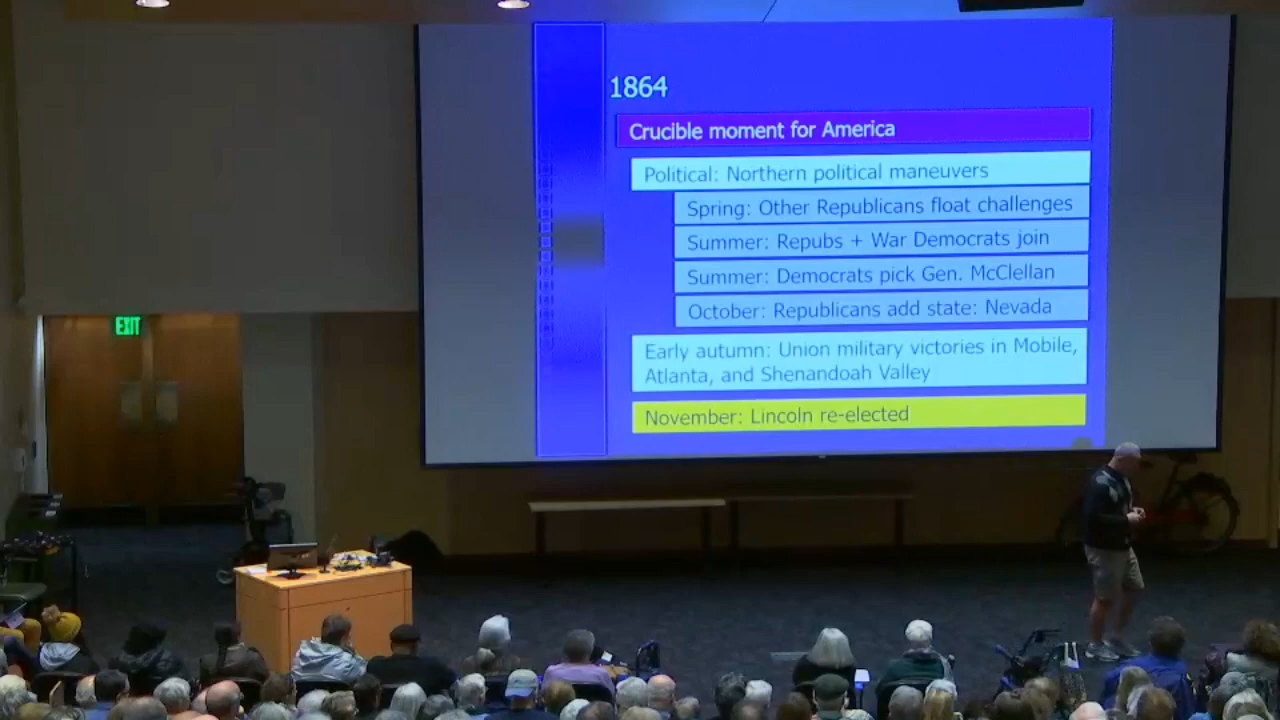 1864
Crucible moment for America
Political: Northern political maneuvers
Spring: Other Republicans float challenges
Summer: Repubs + War Democrats join
Summer: Democrats pick Gen. McClellan
October: Republicans add state: Nevada
Early autumn: Union military victories in Mobile,
Atlanta, and Shenandoah Valley
November: Lincoln re-elected
EXIT